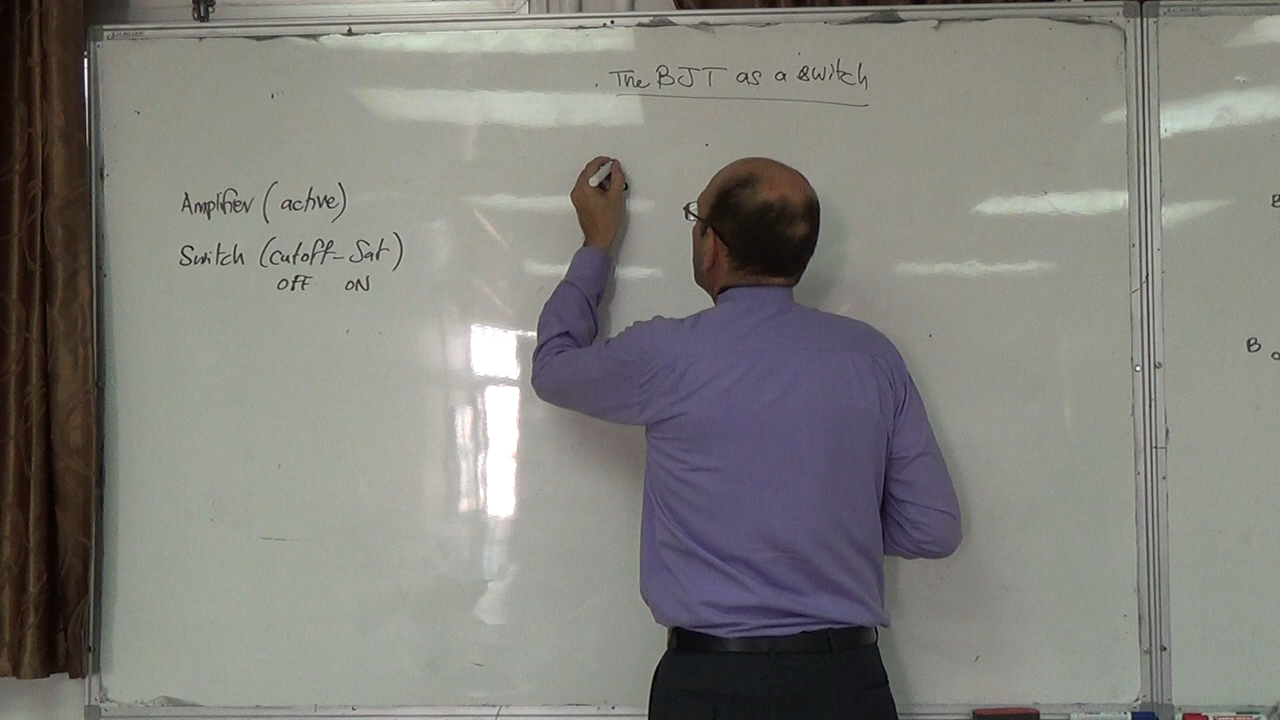 The BJT as a switch
Amplifier (active)
Switch (cutoff-Sat)
OFF ON
B
B